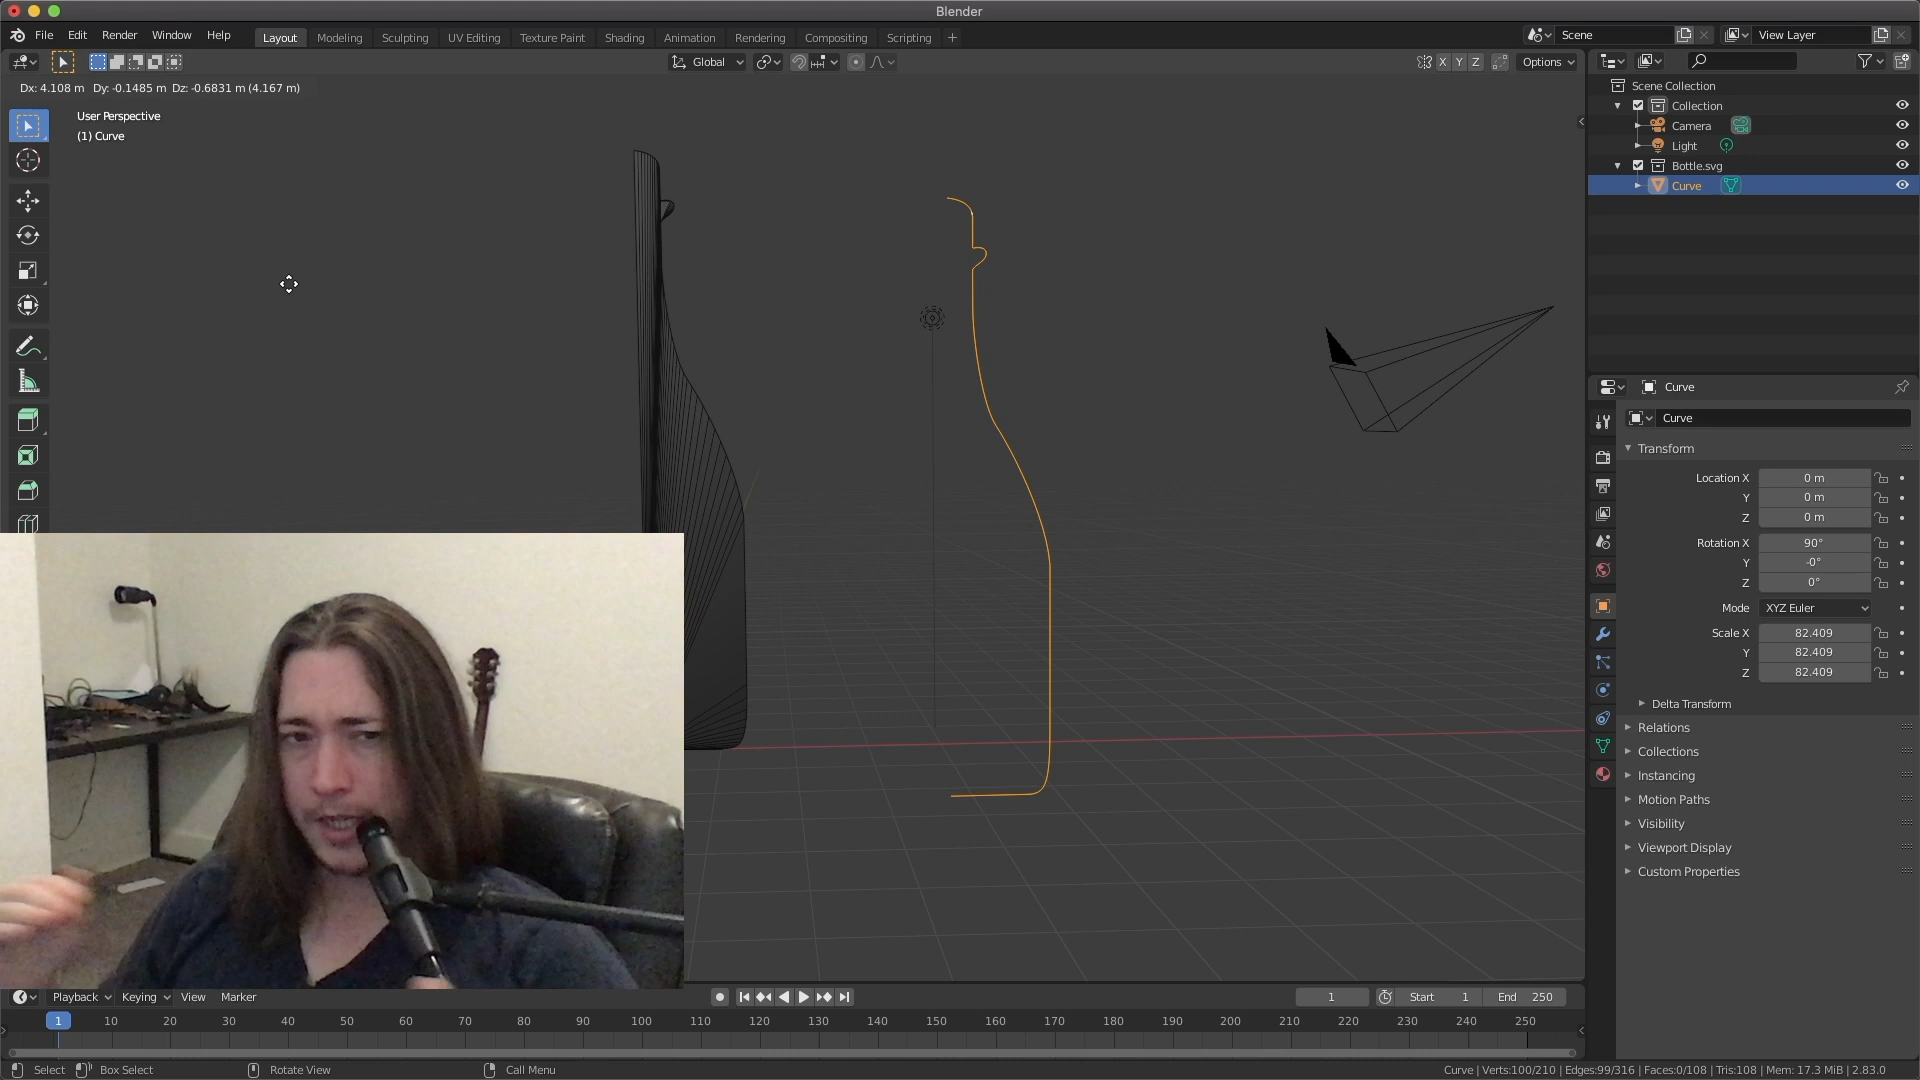 Blender
File Edit Render Window Help Layout Modeling Sculpting UV Editing Texture Paint Shading Animation Rendering Compositing Scripting + Scene View Layer
Global X Y Z Options
Dx: 4.108 m Dy: -0.1485 m Dz: -0.6831 m (4.167 m)
User Perspective
(1) Curve
Scene Collection
Collection
Camera
Light
Bottle.svg
Curve
Curve
Curve
Transform
Location X 0 m
Y 0 m
Z 0 m
Rotation X 90°
Y -0°
Z 0°
Mode XYZ Euler
Scale X 82.409
Y 82.409
Z 82.409
Delta Transform
Relations
Collections
Instancing
Motion Paths
Visibility
Viewport Display
Custom Properties
Playback Keying View Marker 1 Start 1 End 250
1 10 20 30 40 50 60 70 80 90 100 110 120 130 140 150 160 170 180 190 200 210 220 230 240 250
Select Box Select Rotate View Call Menu Curve | Verts:100/210 | Edges:99/316 | Faces:0/108 | Tris:108 | Mem: 17.3 MiB | 2.83.0